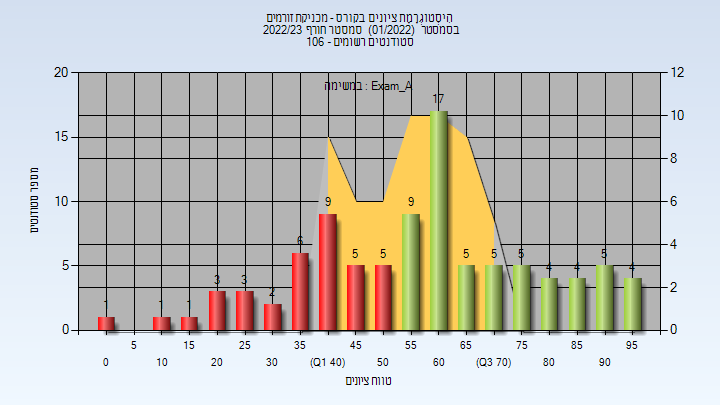 היסטוגרמת ציונים בקורס - מכניקת זורמים
בסמסטר (01/2022) סמסטר חורף 2022/23
סטודנטים רשומים - 106
במשימה : Exam_A
20 15 10 5 0
מספר סטודנטים
12 10 8 6 4 2 0
1 1 1 3 3 2 6 9 5 5 9 17 5 5 5 4 4 5 4
5 15 25 35 45 55 65 75 85 95
0 10 20 30 (Q1 40) 50 60 (Q3 70) 80 90
טווח ציונים